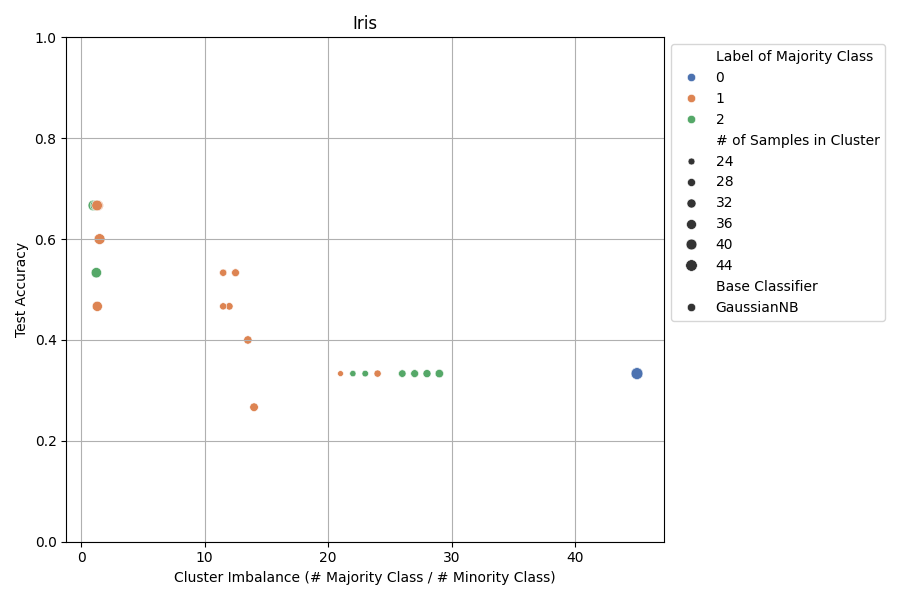 Iris
1.0
0.8
0.6
0.4
0.2
0.0
Test Accuracy
0 10 20 30 40
Cluster Imbalance (# Majority Class / # Minority Class)
Label of Majority Class
0
1
2
# of Samples in Cluster
24
28
32
36
40
44
Base Classifier
GaussianNB